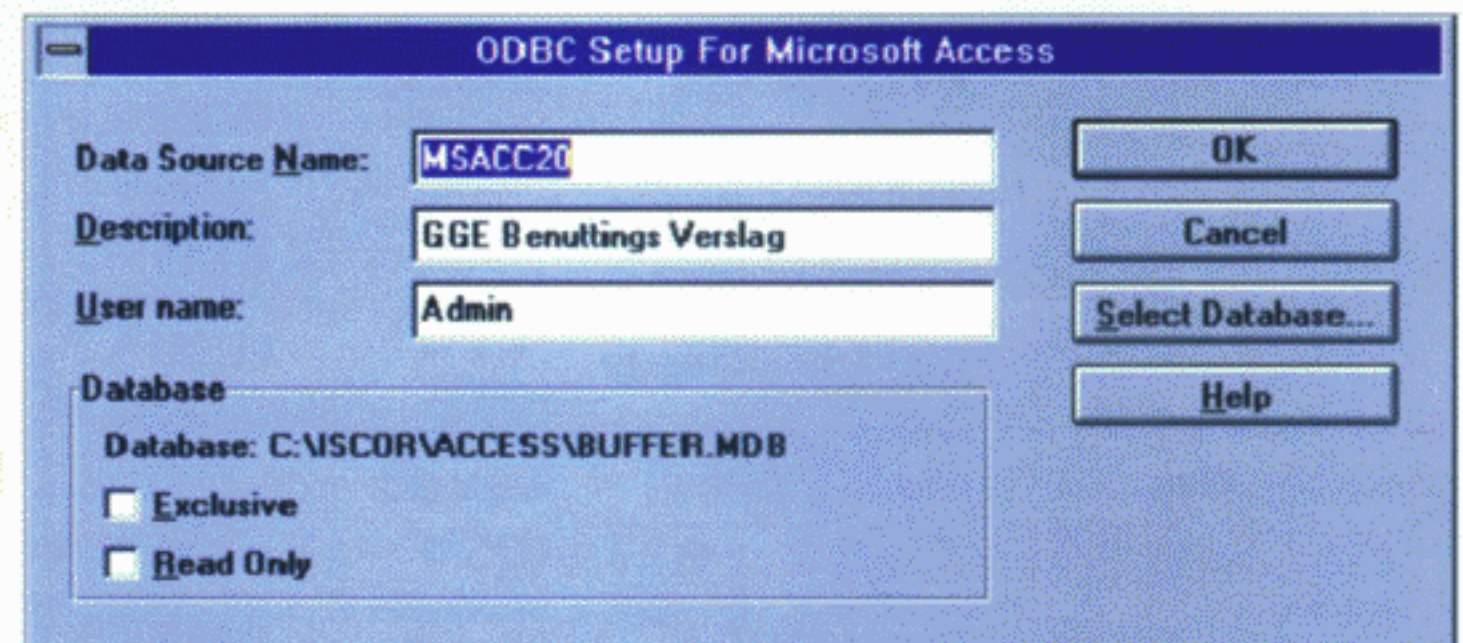 ODBC Setup For Microsoft Access
Data Source Name: MSACC20
OK
Description: GGE Benuttings Verslag
Cancel
User name: Admin
Select Database...
Database
Help
Database: C:\ISCOR\ACCESS\BUFFER.MDB
Exclusive
Read Only